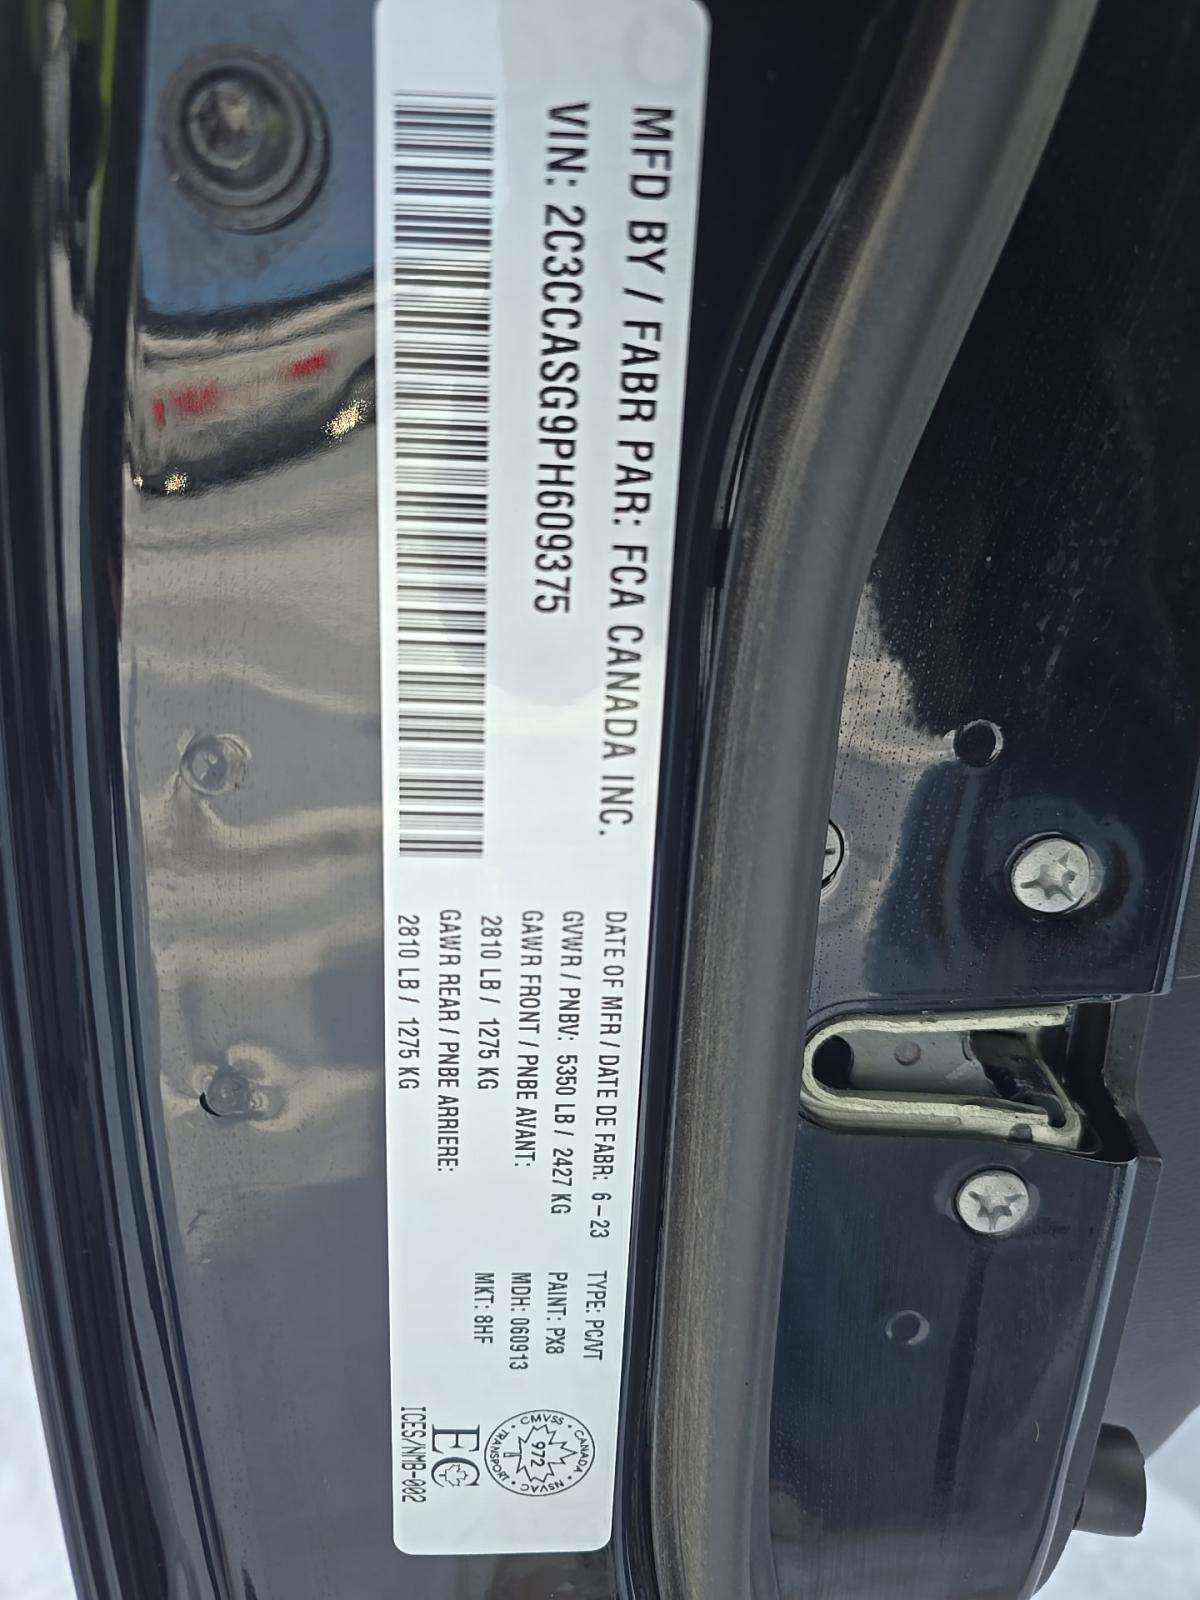 MFD BY / FABR PAR: FCA CANADA INC.
VIN: 2C3CCASG9PH609375
DATE OF MFR / DATE DE FABR: 6-23
GVWR / PNBV: 5350 LB / 2427 KG
GAWR FRONT / PNBE AVANT:
2810 LB / 1275 KG
GAWR REAR / PNBE ARRIERE:
2810 LB / 1275 KG
TYPE: PC/VT
PAINT: PX8
MDH: 060913
MKT: 8HF
CMVSS • CANADA • NSVAC • TRANSPORT •
972
EC
ICES/NMB-002